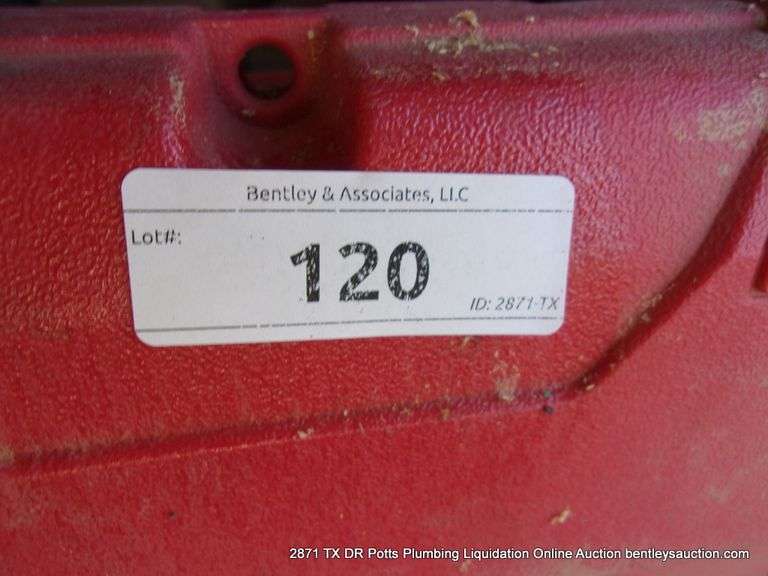 Bentley & Associates, LLC
Lot#:
120
ID: 2871-TX
2871 TX DR Potts Plumbing Liquidation Online Auction bentleysauction.com